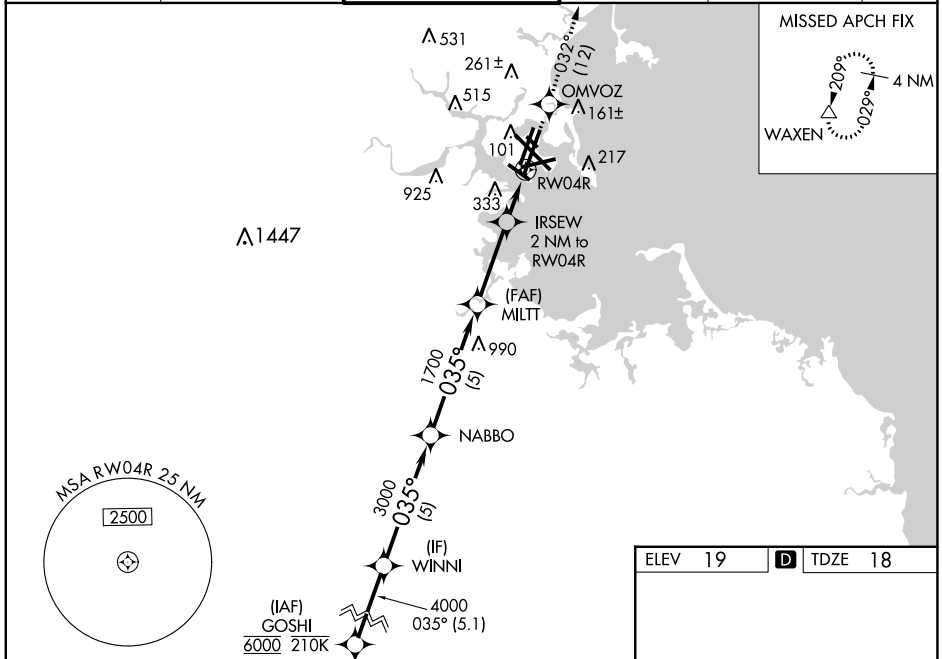 531
261±
515
032°
(12)
OMVOZ
161±
101
217
RW04R
925
333
1447
IRSEW
2 NM to
RW04R
(FAF)
MILTT
990
1700
035°
(5)
NABBO
3000
035°
(5)
(IF)
WINNI
4000
035° (5.1)
(IAF)
GOSHI
6000 210K
MISSED APCH FIX
209°
029°
4 NM
WAXEN
MSA RW04R 25 NM
2500
ELEV 19 D TDZE 18